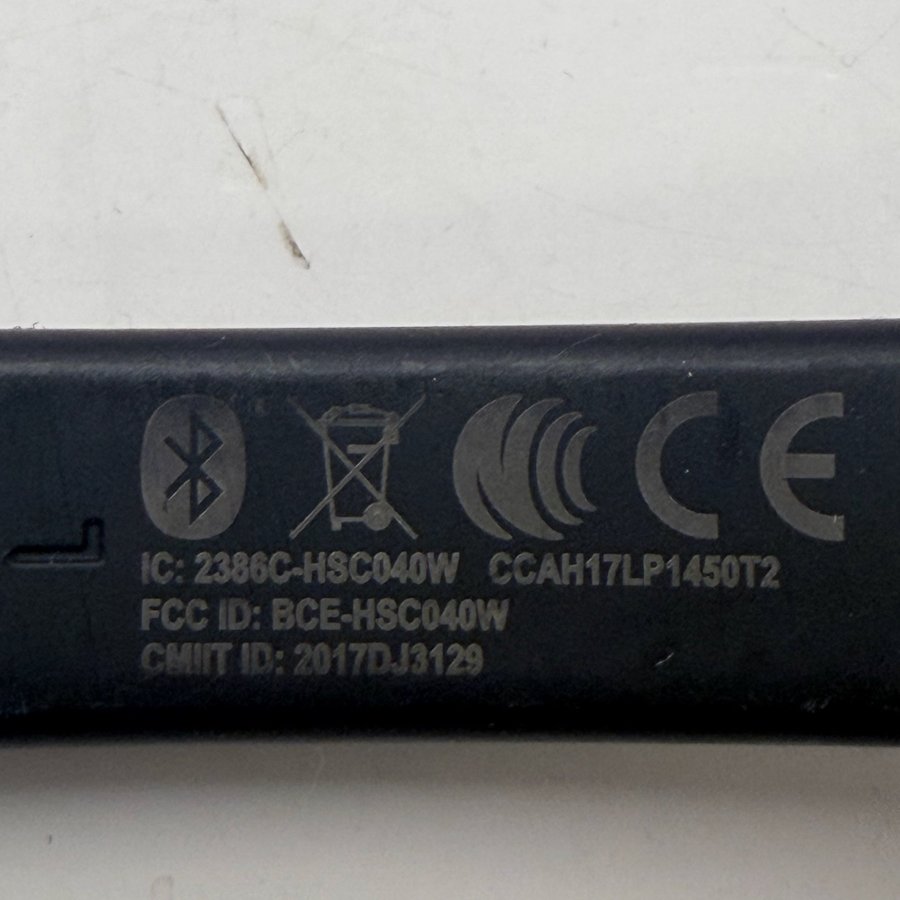 L
IC: 2386C-HSC040W CCAH17LP1450T2
FCC ID: BCE-HSC040W
CMIIT ID: 2017DJ3129